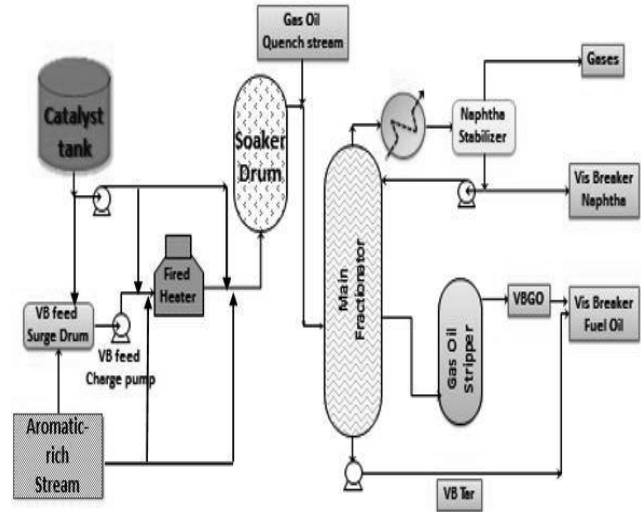 Gas Oil
Quench stream
Catalyst
tank
Soaker
Drum
Naphtha
Stabilizer
Gases
Vis Breaker
Naphtha
Fired
Heater
VB feed
Surge Drum
VB feed
Charge pump
Main
Fractionator
Gas Oil
Stripper
VBGO
Vis Breaker
Fuel Oil
Aromatic-
rich
Stream
VB Tar